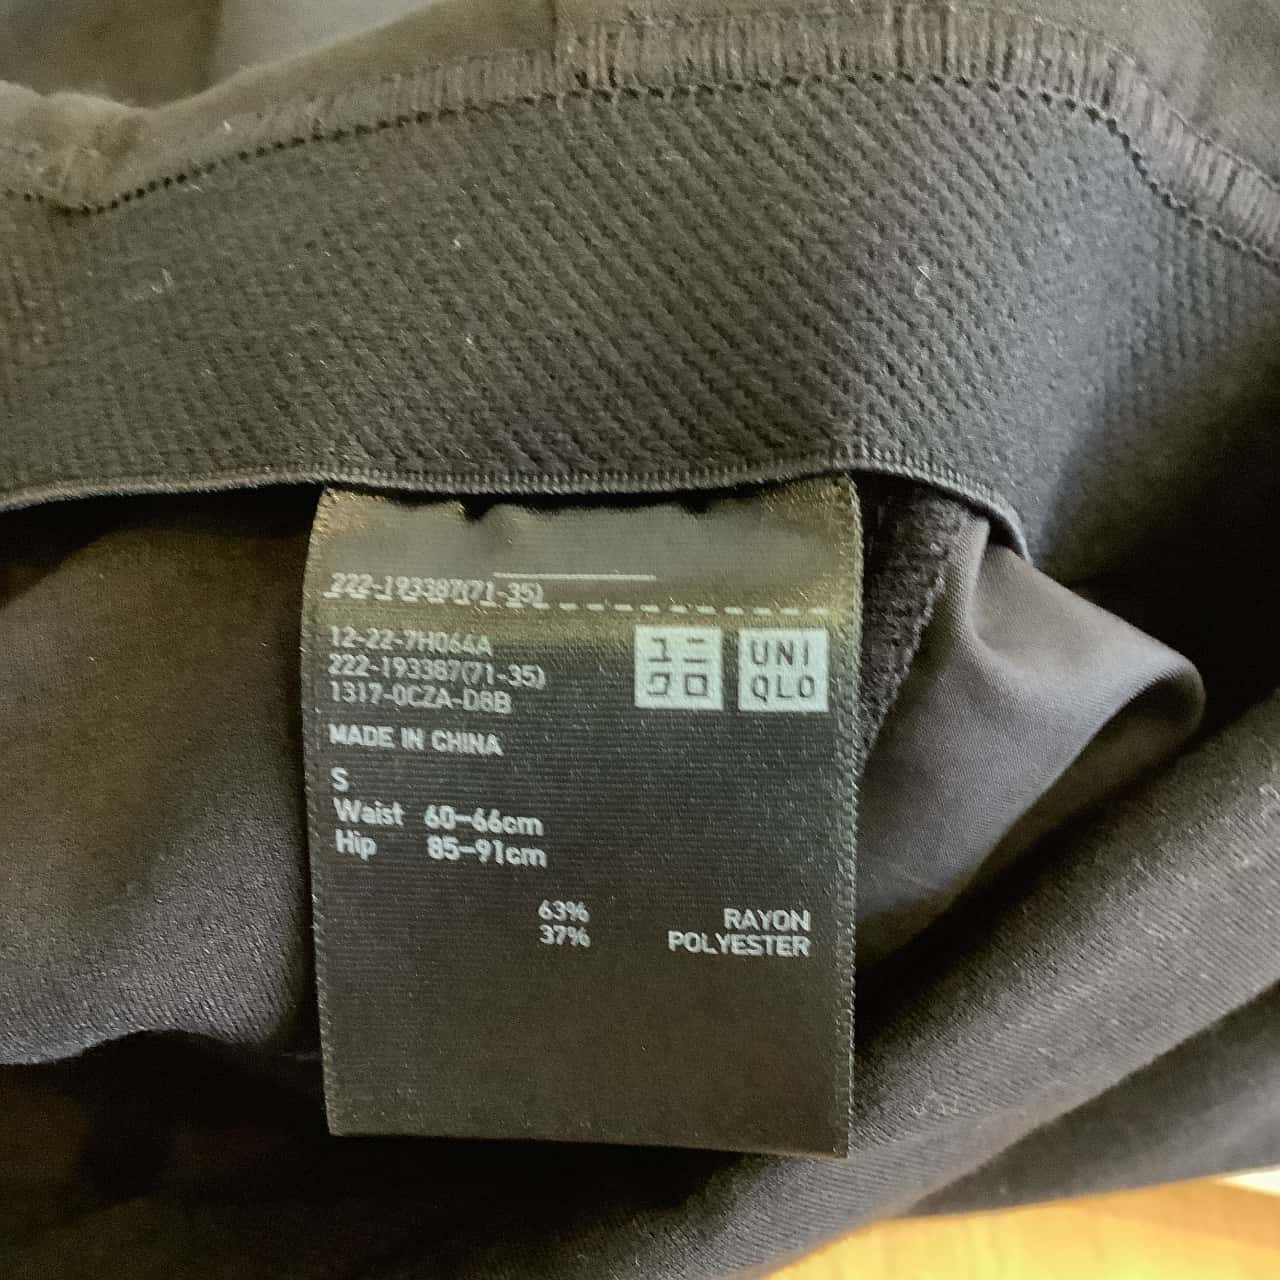 222-193387(71-35)
12-22-7H064A
222-193387(71-35)
1317-0CZA-D8B
ユニ
クロ
UNI
QLO
MADE IN CHINA
S
Waist 60-66cm
Hip 85-91cm
63% RAYON
37% POLYESTER